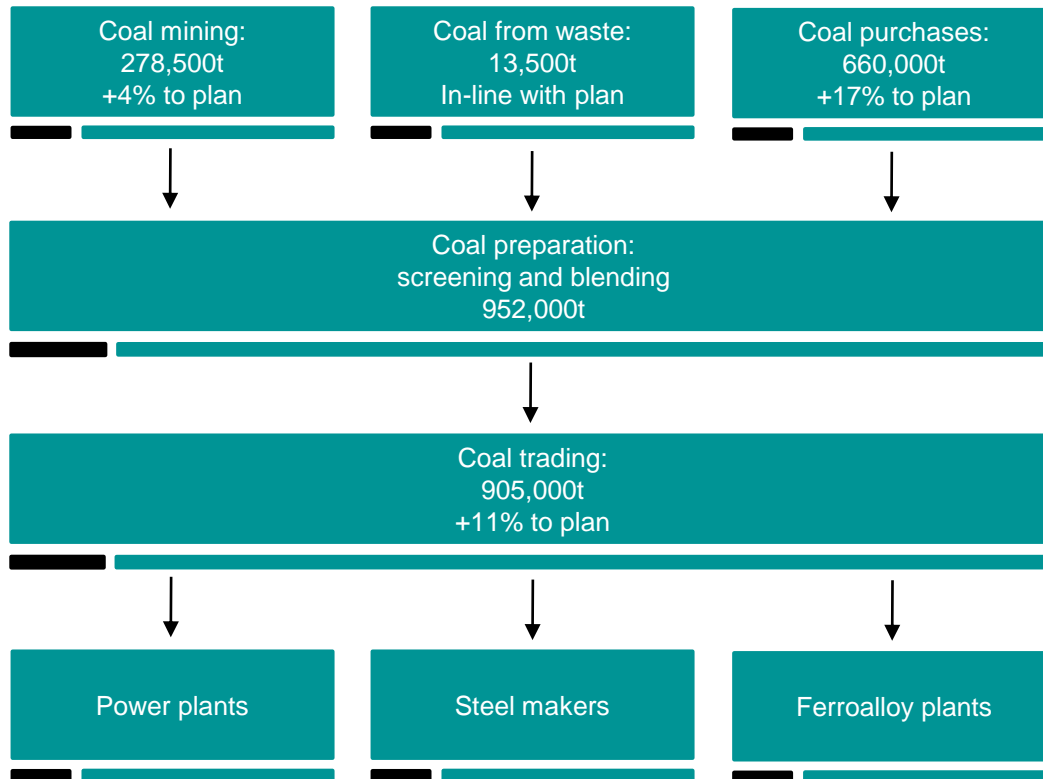 Coal mining:
278,500t
+4% to plan
Coal from waste:
13,500t
In-line with plan
Coal purchases:
660,000t
+17% to plan
Coal preparation:
screening and blending
952,000t
Coal trading:
905,000t
+11% to plan
Power plants
Steel makers
Ferroalloy plants